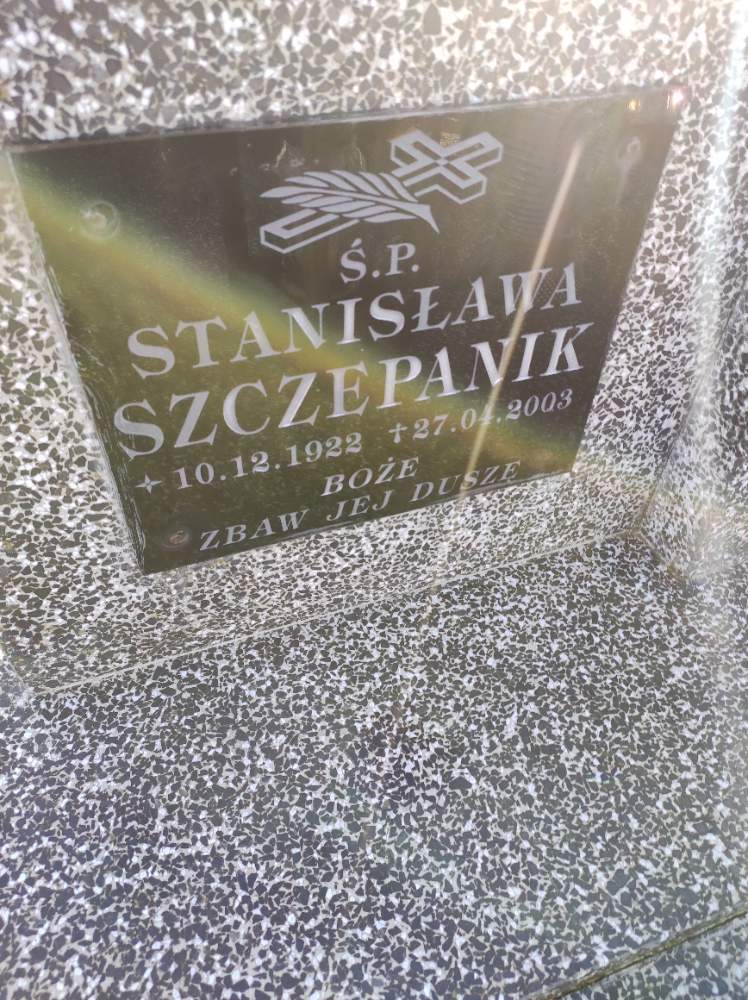 Ś.P.
STANISŁAWA
SZCZEPANIK
10.12.1922 ✝27.04.2003
BOŻE
ZBAW JEJ DUSZĘ